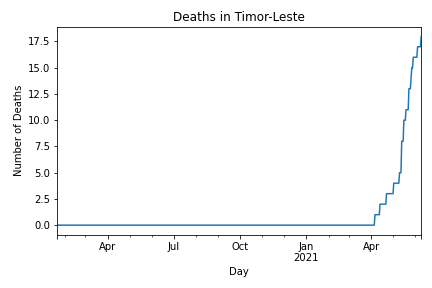 Deaths in Timor-Leste
Number of Deaths
17.5
15.0
12.5
10.0
7.5
5.0
2.5
0.0
Apr Jul Oct Jan Apr
2021
Day